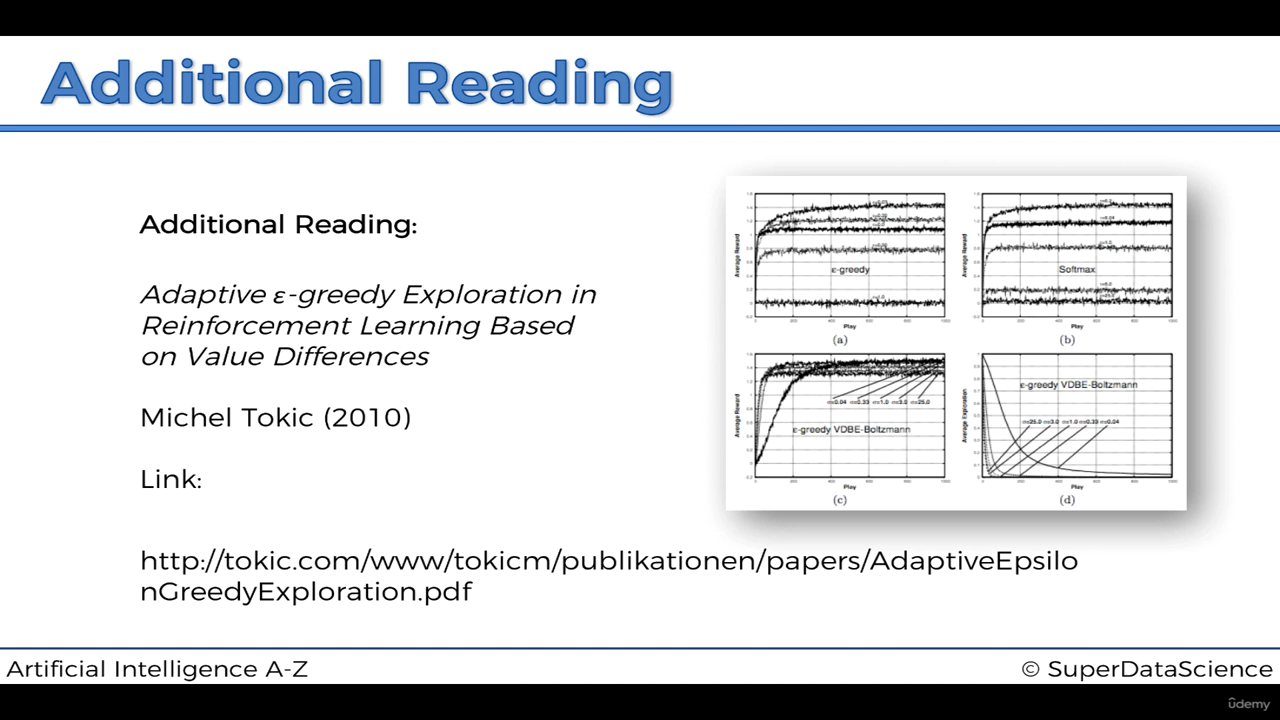 Additional Reading
Additional Reading:
Adaptive ε-greedy Exploration in
Reinforcement Learning Based
on Value Differences
Michel Tokic (2010)
Link:
http://tokic.com/www/tokicm/publikationen/papers/AdaptiveEpsilo
nGreedyExploration.pdf
Average Reward
ε-greedy
Play
(a)
Average Reward
Softmax
Play
(b)
Average Reward
ε-greedy VDBE-Boltzmann
Play
(c)
Average Exploration
ε-greedy VDBE-Boltzmann
Play
(d)
Artificial Intelligence A-Z
© SuperDataScience
ûdemy